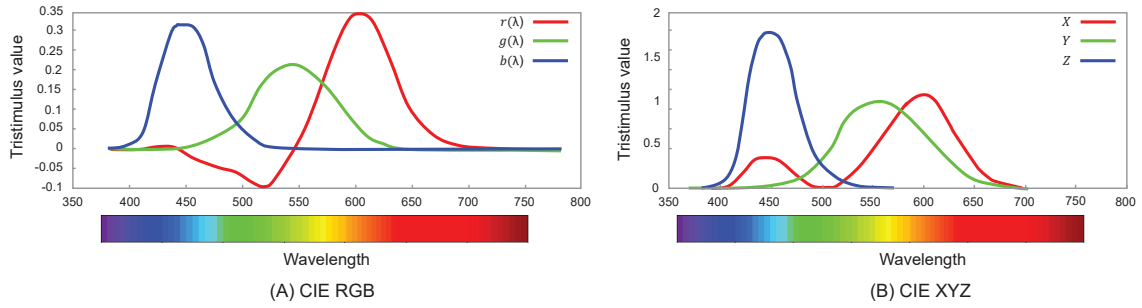 0.35
0.3
0.25
0.2
0.15
0.1
0.05
0
-0.05
-0.1
Tristimulus value
r(λ)
g(λ)
b(λ)
350 400 450 500 550 600 650 700 750 800
Wavelength
(A) CIE RGB
2
1.5
1
0.5
0
Tristimulus value
X
Y
Z
350 400 450 500 550 600 650 700 750 800
Wavelength
(B) CIE XYZ